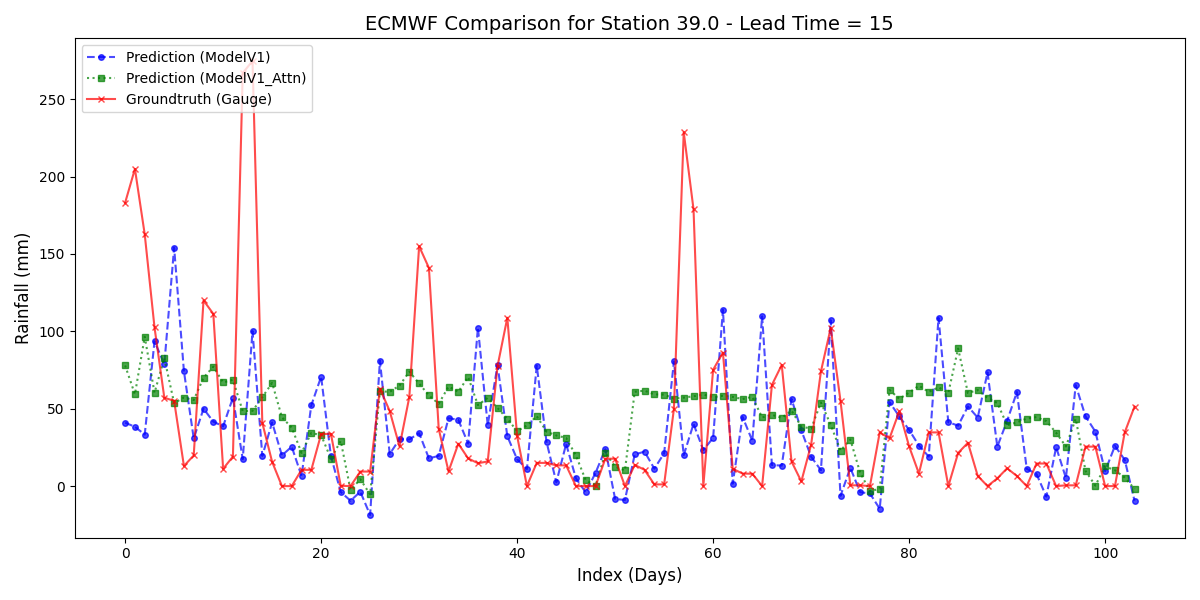 ECMWF Comparison for Station 39.0 - Lead Time = 15
Prediction (ModelV1)
Prediction (ModelV1_Attn)
Groundtruth (Gauge)
Rainfall (mm)
250
200
150
100
50
0
0 20 40 60 80 100
Index (Days)